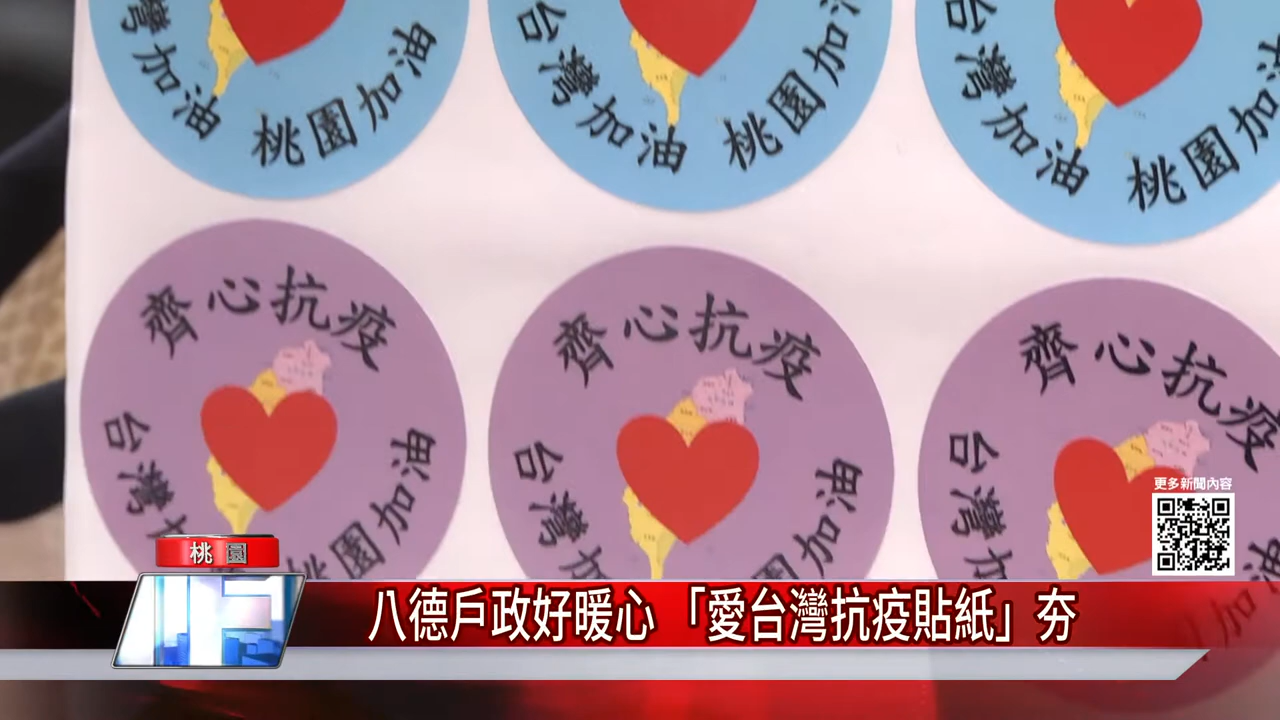 灣加油 桃園加油
台灣加油 桃園加油
台灣加油 桃園加
齊心抗疫
台灣 桃園加油
齊心抗疫
台灣加 園加油
齊心抗疫
台灣加
更多新聞內容
桃園
八德戶政好暖心 「愛台灣抗疫貼紙」夯